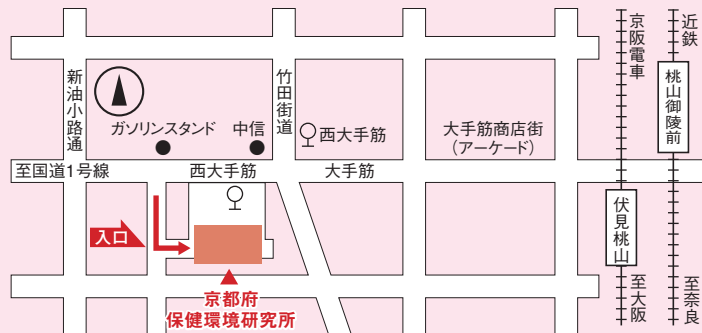 新油小路通
竹田街道
京阪電車
近鉄
桃山御陵前
ガソリンスタンド
中信
西大手筋
大手筋商店街
（アーケード）
至国道1号線
西大手筋
大手筋
伏見桃山
入口
至大阪
至奈良
京都府
保健環境研究所